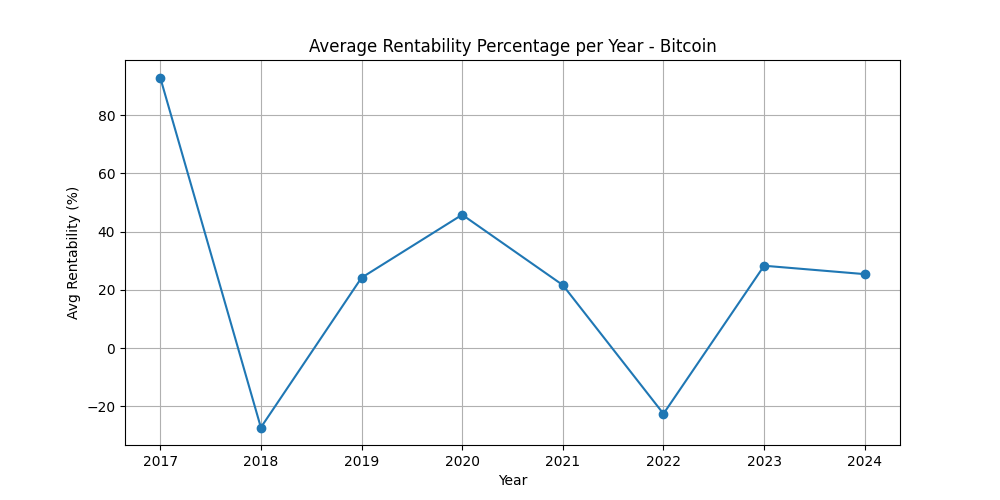 Average Rentability Percentage per Year - Bitcoin
Avg Rentability (%)
80
60
40
20
0
−20
2017 2018 2019 2020 2021 2022 2023 2024
Year